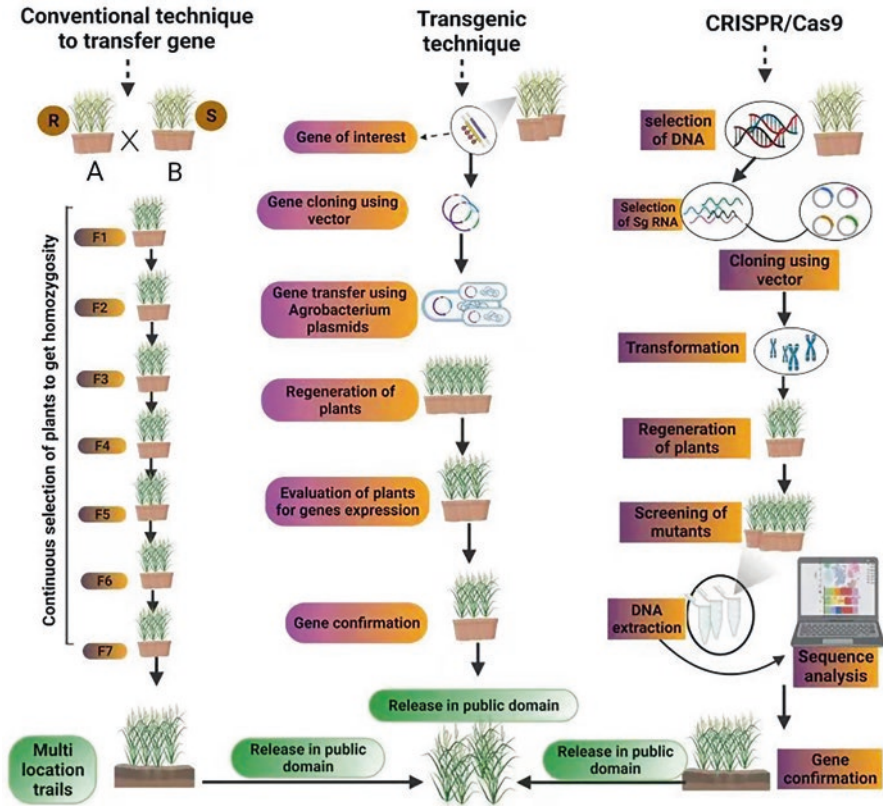 Conventional technique
to transfer gene
R
S
A
X
B
Continuous selection of plants to get homozygosity
F1
F2
F3
F4
F5
F6
F7
Multi
location
trails
Release in public
domain
Transgenic
technique
Gene of interest
Gene cloning using
vector
Gene transfer using
Agrobacterium
plasmids
Regeneration of
plants
Evaluation of plants
for genes expression
Gene confirmation
Release in public domain
CRISPR/Cas9
selection
of DNA
Selection
of Sg RNA
Cloning using
vector
Transformation
Regeneration
of plants
Screening of
mutants
DNA
extraction
Sequence
analysis
Gene
confirmation
Release in public
domain